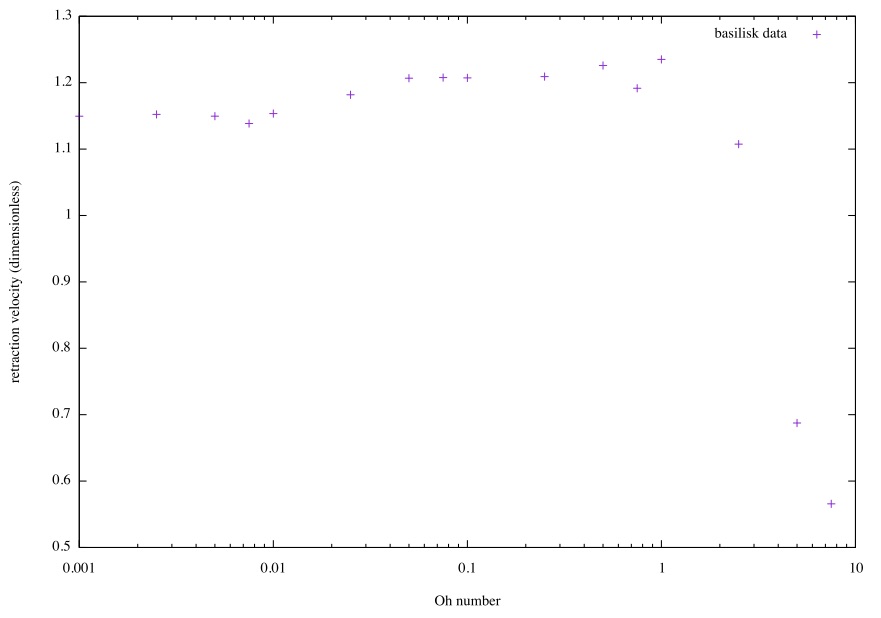 1.3
basilisk data
1.2
1.1
1
0.9
0.8
0.7
0.6
0.5
retraction velocity (dimensionless)
0.001 0.01 0.1 1 10
Oh number